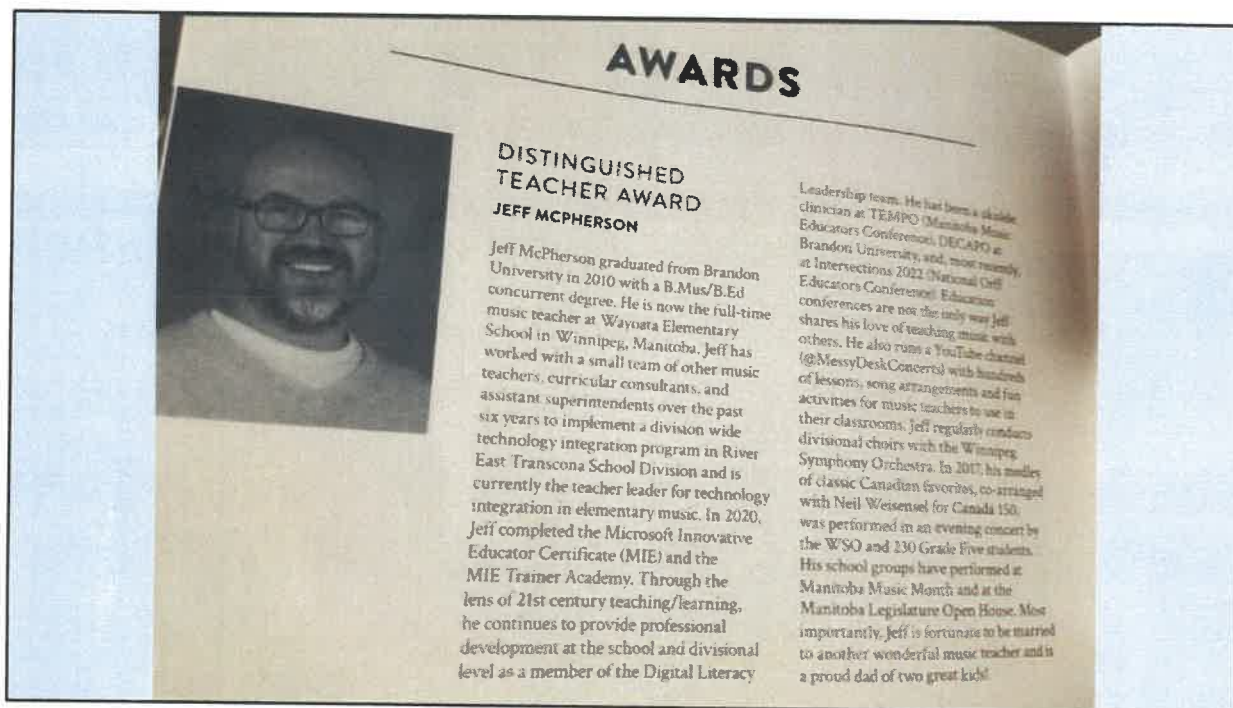 AWARDS
DISTINGUISHED
TEACHER AWARD
JEFF MCPHERSON
Jeff McPherson graduated from Brandon
University in 2010 with a B.Mus/B.Ed
concurrent degree. He is now the full-time
music teacher at Wayoata Elementary
School in Winnipeg, Manitoba. Jeff has
worked with a small team of other music
teachers, curricular consultants, and
assistant superintendents over the past
six years to implement a division wide
technology integration program in River
East Transcona School Division and is
currently the teacher leader for technology
integration in elementary music. In 2020,
Jeff completed the Microsoft Innovative
Educator Certificate (MIE) and the
MIE Trainer Academy. Through the
lens of 21st century teaching/learning,
he continues to provide professional
development at the school and divisional
level as a member of the Digital Literacy
Leadership team. He has been a ukulele
clinician at TEMPO (Manitoba Music
Educators Conference), DECAPO at
Brandon University, and, most recently,
at Intersections 2022 (National Orff
Educators Conference). Education
conferences are not the only way Jeff
shares his love of teaching music with
others. He also runs a YouTube channel
(@MessyDeskConcerts) with hundreds
of lessons, song arrangements and fun
activities for music teachers to use in
their classrooms. Jeff regularly conducts
divisional choirs with the Winnipeg
Symphony Orchestra. In 2017, his medley
of classic Canadian favorites, co-arranged
with Neil Weisensel for Canada 150,
was performed in an evening concert by
the WSO and 230 Grade Five students.
His school groups have performed at
Manitoba Music Month and at the
Manitoba Legislature Open House. Most
importantly, Jeff is fortunate to be married
to another wonderful music teacher and is
a proud dad of two great kids!